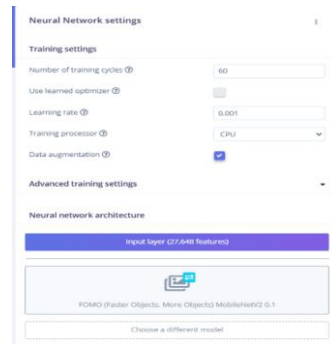 Neural Network settings
Training settings
Number of training cycles ?
60
Use learned optimizer ?
Learning rate ?
0.001
Training processor ?
CPU
Data augmentation ?
Advanced training settings
Neural network architecture
Input layer (27,648 features)
FOMO (Faster Objects, More Objects) MobileNetV2 0.1
Choose a different model